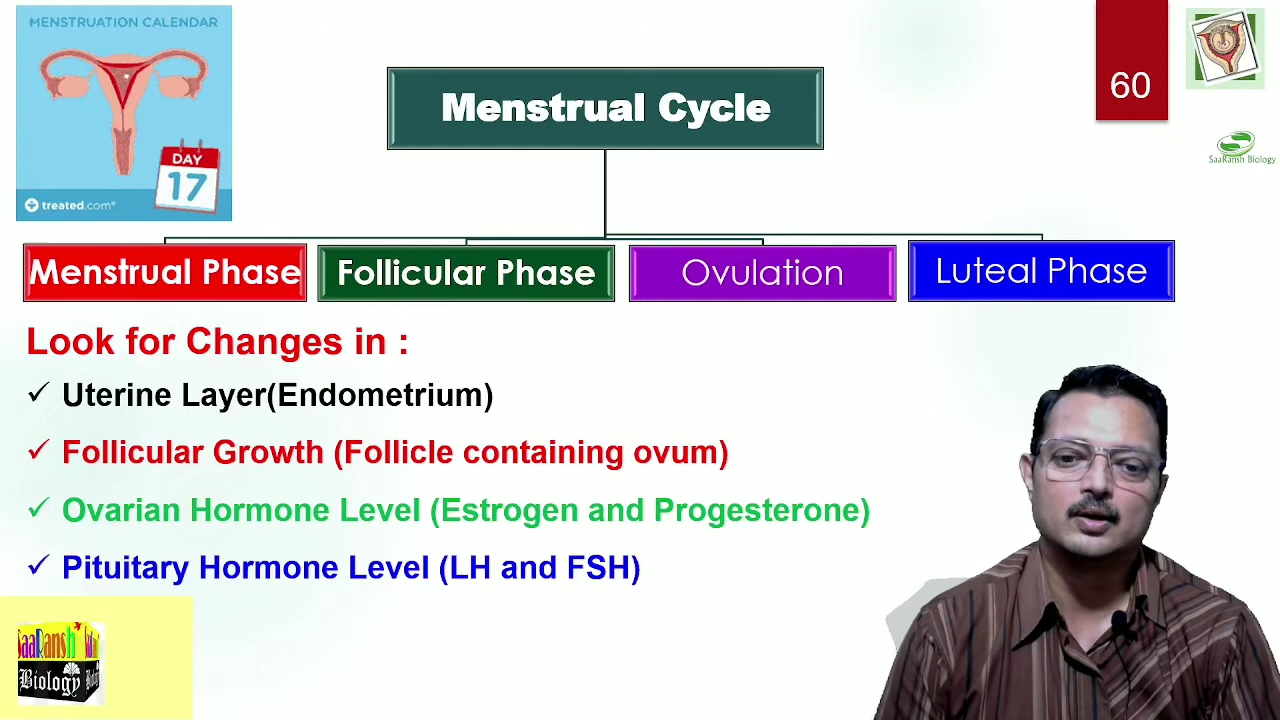 MENSTRUATION CALENDAR
DAY
17
treated.com
Menstrual Cycle
60
SaaRansh Biology
Menstrual Phase
Follicular Phase
Ovulation
Luteal Phase
Look for Changes in :
✓ Uterine Layer(Endometrium)
✓ Follicular Growth (Follicle containing ovum)
✓ Ovarian Hormone Level (Estrogen and Progesterone)
✓ Pituitary Hormone Level (LH and FSH)
SaaRansh
Biology